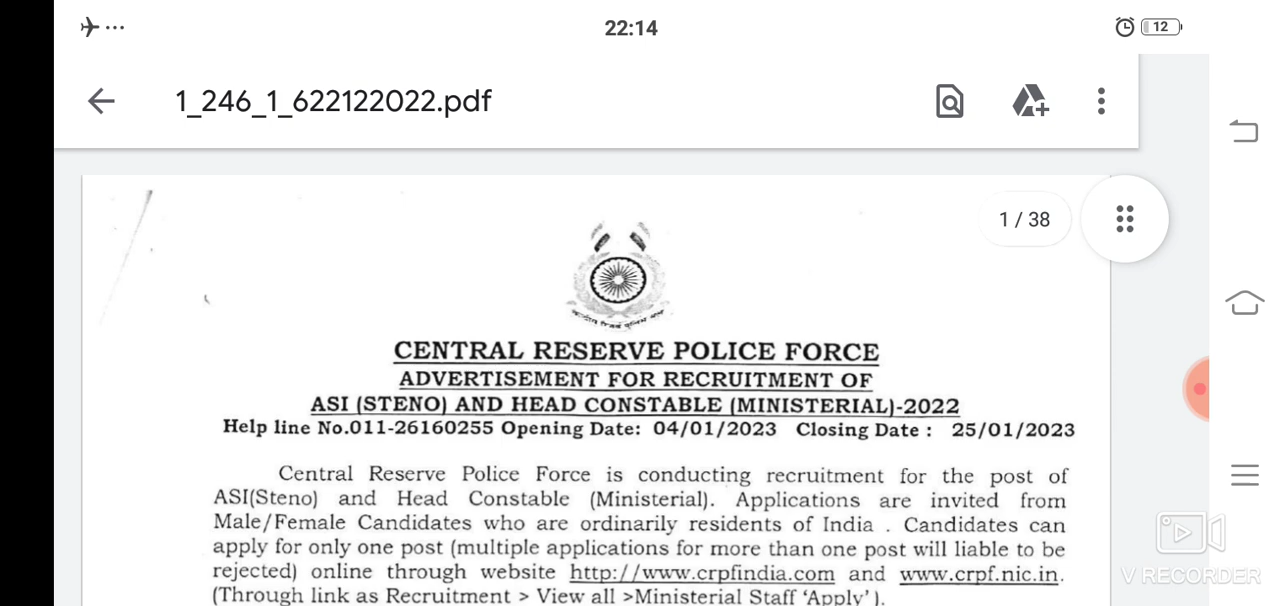 22:14
12
1_246_1_622122022.pdf
1 / 38
CENTRAL RESERVE POLICE FORCE
ADVERTISEMENT FOR RECRUITMENT OF
ASI (STENO) AND HEAD CONSTABLE (MINISTERIAL)-2022
Help line No.011-26160255 Opening Date: 04/01/2023 Closing Date : 25/01/2023
Central Reserve Police Force is conducting recruitment for the post of
ASI(Steno) and Head Constable (Ministerial). Applications are invited from
Male/Female Candidates who are ordinarily residents of India . Candidates can
apply for only one post (multiple applications for more than one post will liable to be
rejected) online through website http://www.crpfindia.com and www.crpf.nic.in.
(Through link as Recruitment > View all >Ministerial Staff ‘Apply’ ).
V RECORDER